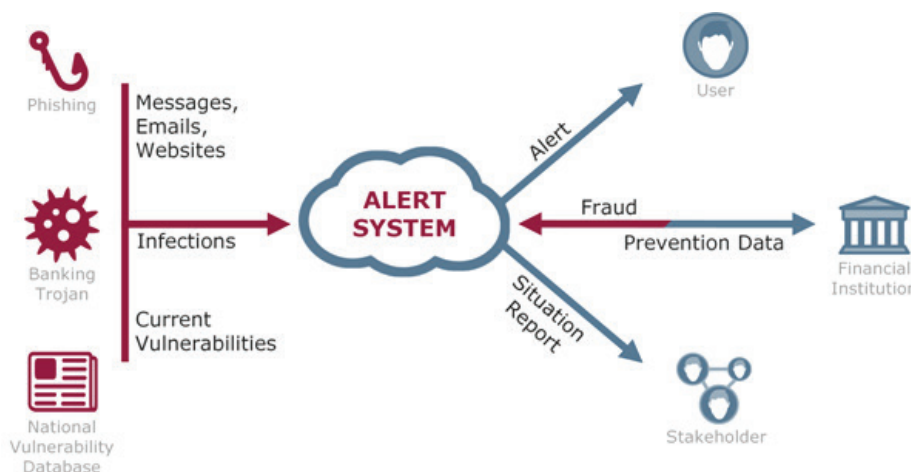 Phishing
Messages,
Emails,
Websites
Banking
Trojan
Infections
National
Vulnerability
Database
Current
Vulnerabilities
ALERT
SYSTEM
Alert
User
Fraud
Prevention Data
Financial
Institution
Situation
Report
Stakeholder